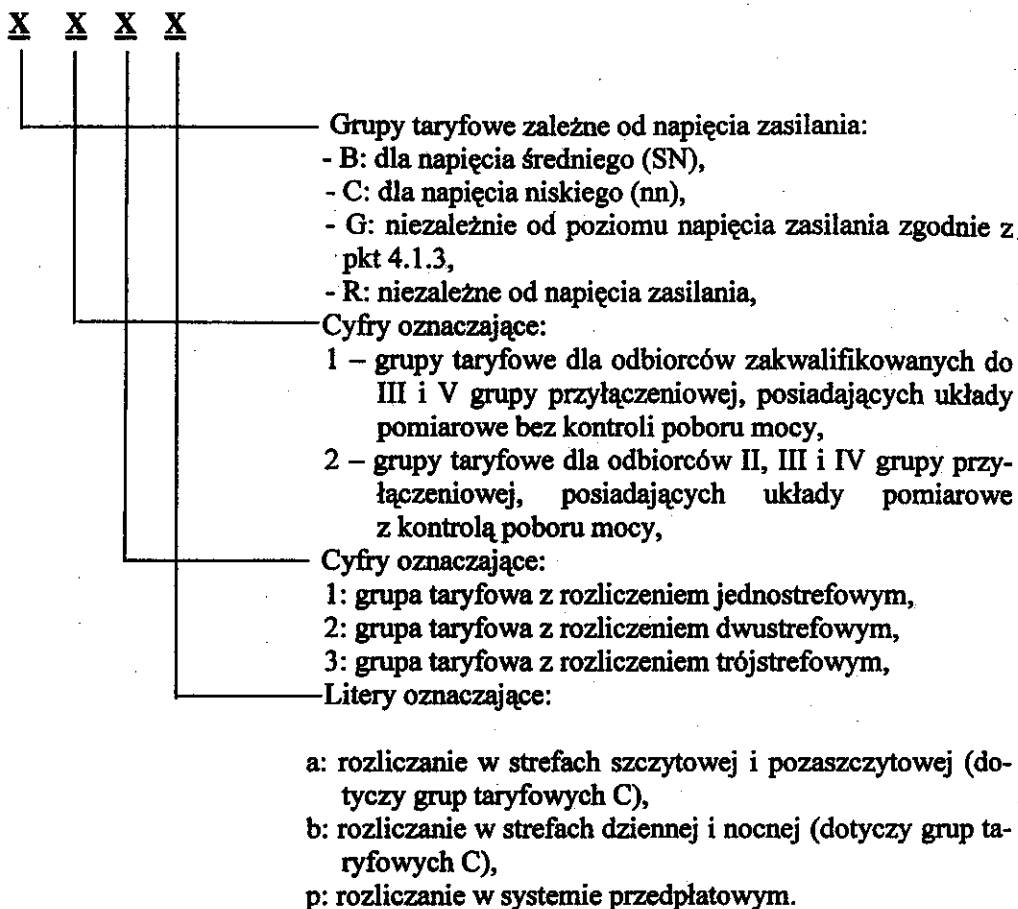 X X X X
Grupy taryfowe zależne od napięcia zasilania:
- B: dla napięcia średniego (SN),
- C: dla napięcia niskiego (nn),
- G: niezależnie od poziomu napięcia zasilania zgodnie z
pkt 4.1.3,
- R: niezależne od napięcia zasilania,
Cyfry oznaczające:
1 – grupy taryfowe dla odbiorców zakwalifikowanych do
III i V grupy przyłączeniowej, posiadających układy
pomiarowe bez kontroli poboru mocy,
2 – grupy taryfowe dla odbiorców II, III i IV grupy przy-
łączeniowej, posiadających układy pomiarowe
z kontrolą poboru mocy,
Cyfry oznaczające:
1: grupa taryfowa z rozliczeniem jednostrefowym,
2: grupa taryfowa z rozliczeniem dwustrefowym,
3: grupa taryfowa z rozliczeniem trójstrefowym,
Litery oznaczające:
a: rozliczanie w strefach szczytowej i pozaszczytowej (do-
tyczy grup taryfowych C),
b: rozliczanie w strefach dziennej i nocnej (dotyczy grup ta-
ryfowych C),
p: rozliczanie w systemie przedpłatowym.